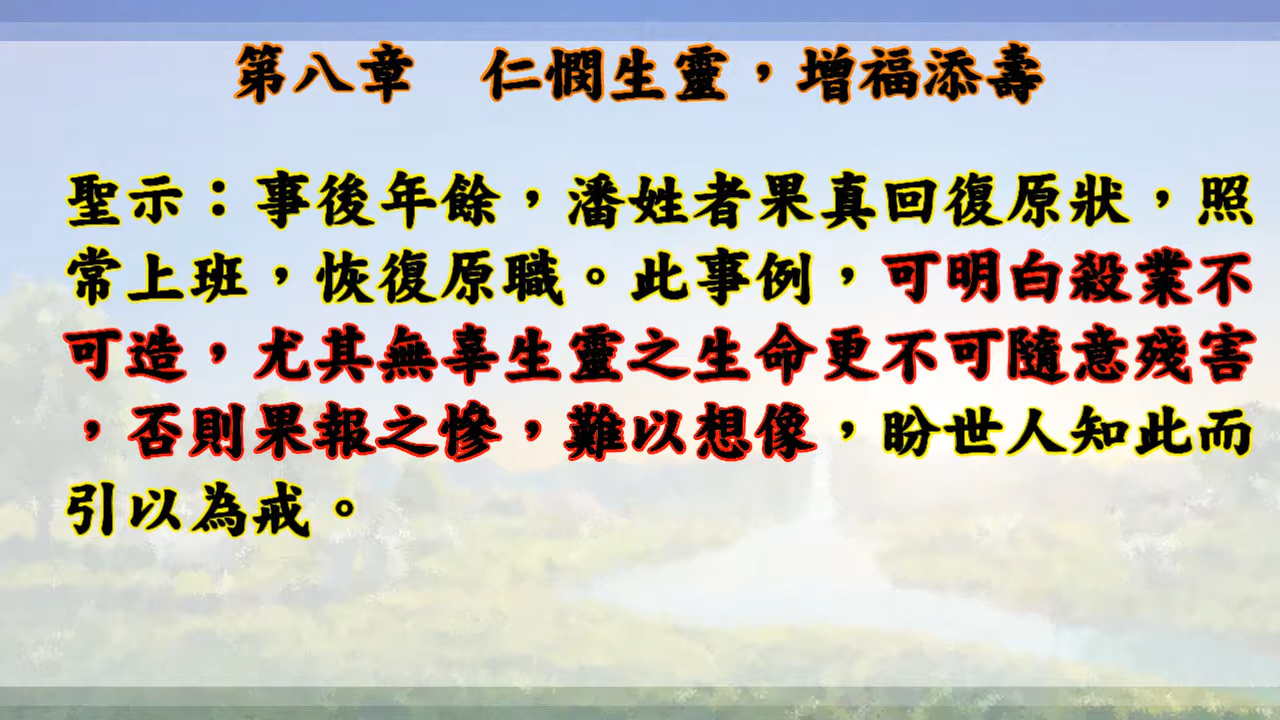 第八章　仁憫生靈，增福添壽
聖示：事後年餘，潘姓者果真回復原狀，照
常上班，恢復原職。此事例，可明白殺業不
可造，尤其無辜生靈之生命更不可隨意殘害
，否則果報之慘，難以想像，盼世人知此而
引以為戒。